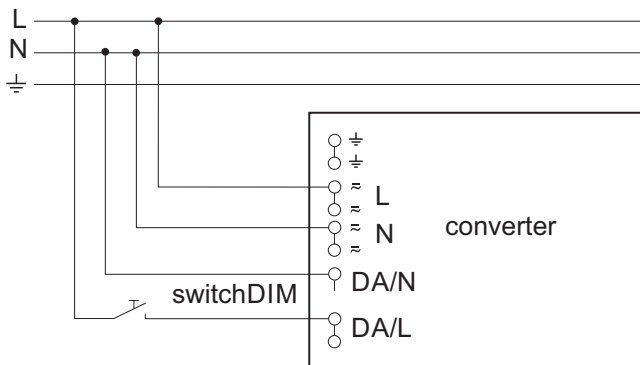 L
N
L
N
converter
DA/N
switchDIM
DA/L